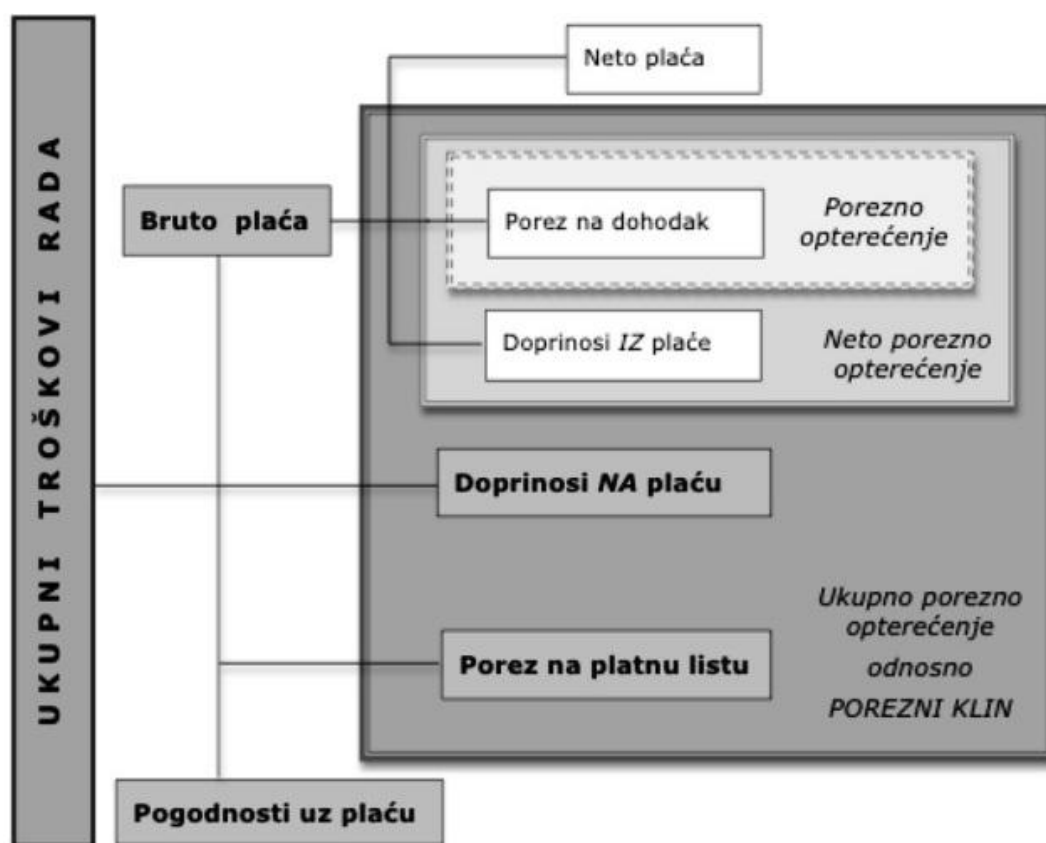 UKUPNI TROŠKOVI RADA
Neto plaća
Bruto plaća
Porez na dohodak
Porezno
opterećenje
Doprinosi IZ plaće
Neto porezno
opterećenje
Doprinosi NA plaću
Ukupno porezno
opterećenje
odnosno
POREZNI KLIN
Porez na platnu listu
Pogodnosti uz plaću